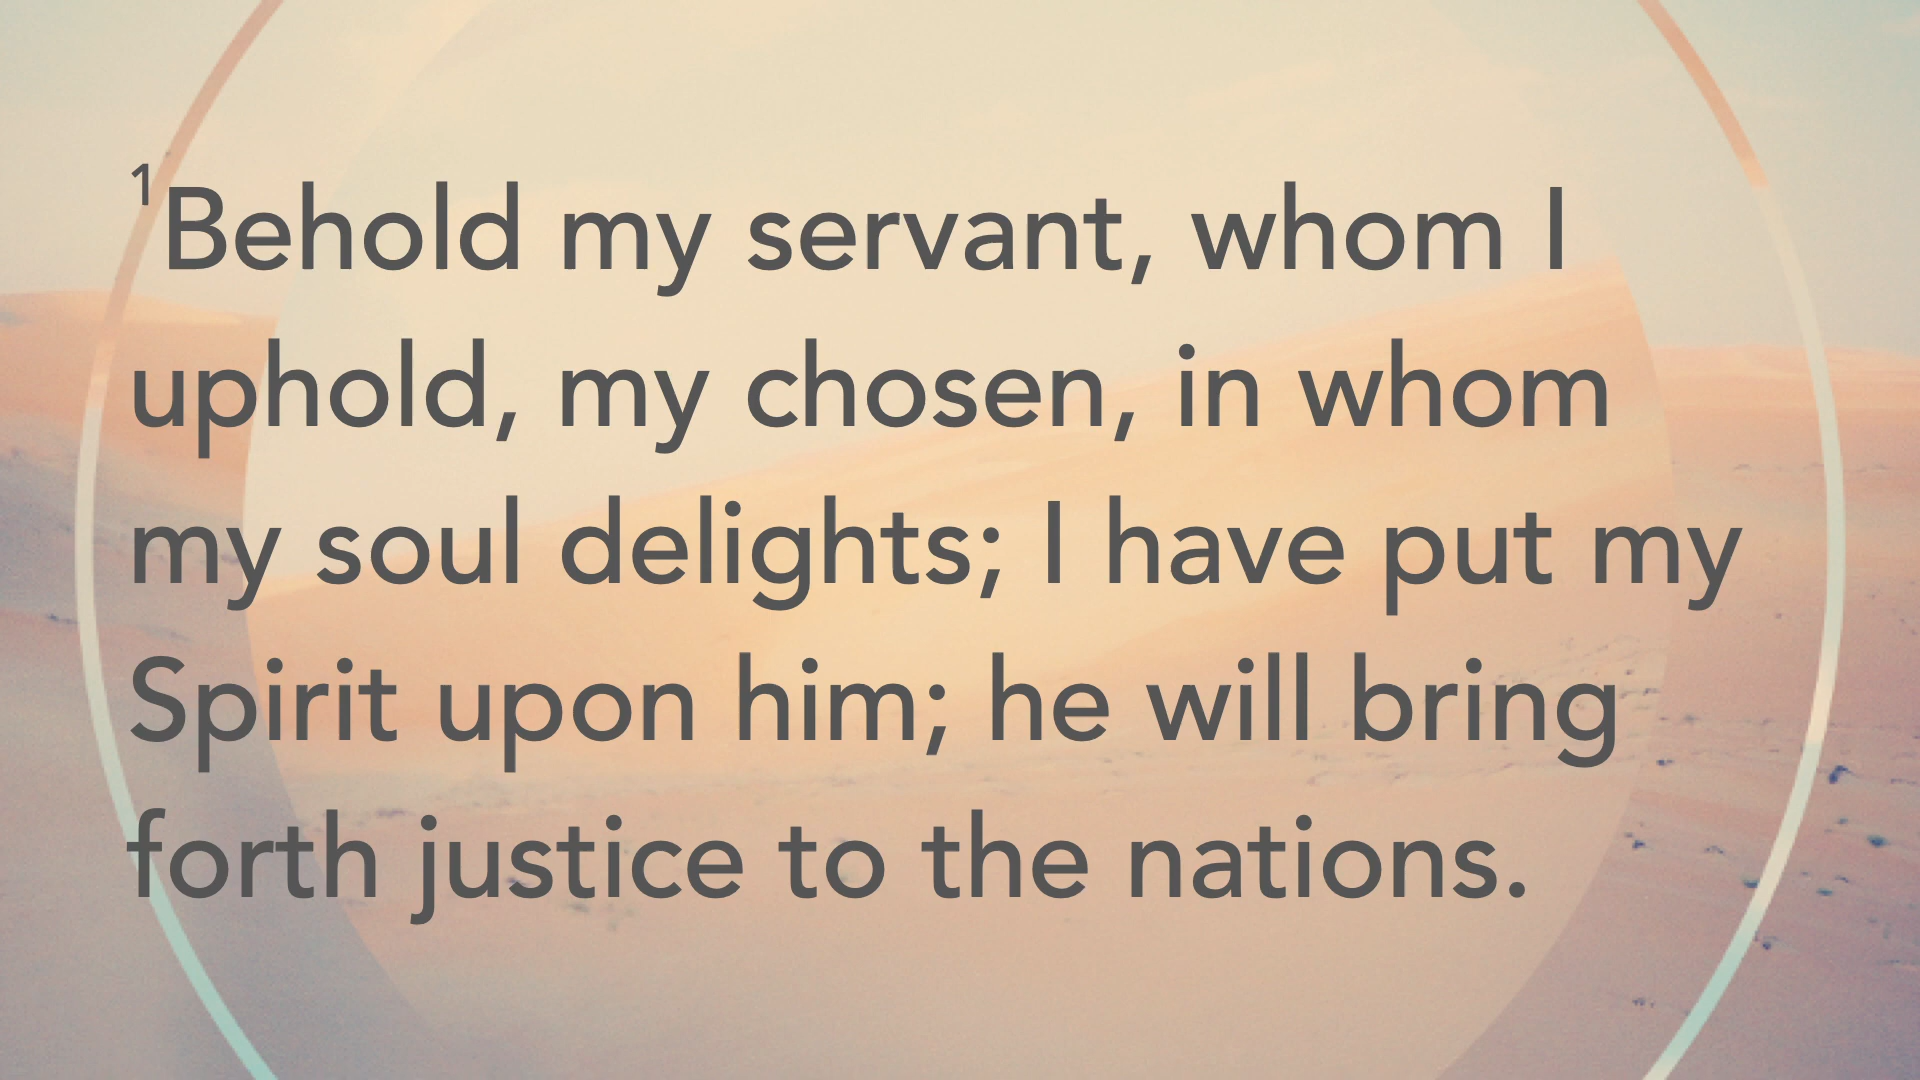 1Behold my servant, whom I
uphold, my chosen, in whom
my soul delights; I have put my
Spirit upon him; he will bring
forth justice to the nations.